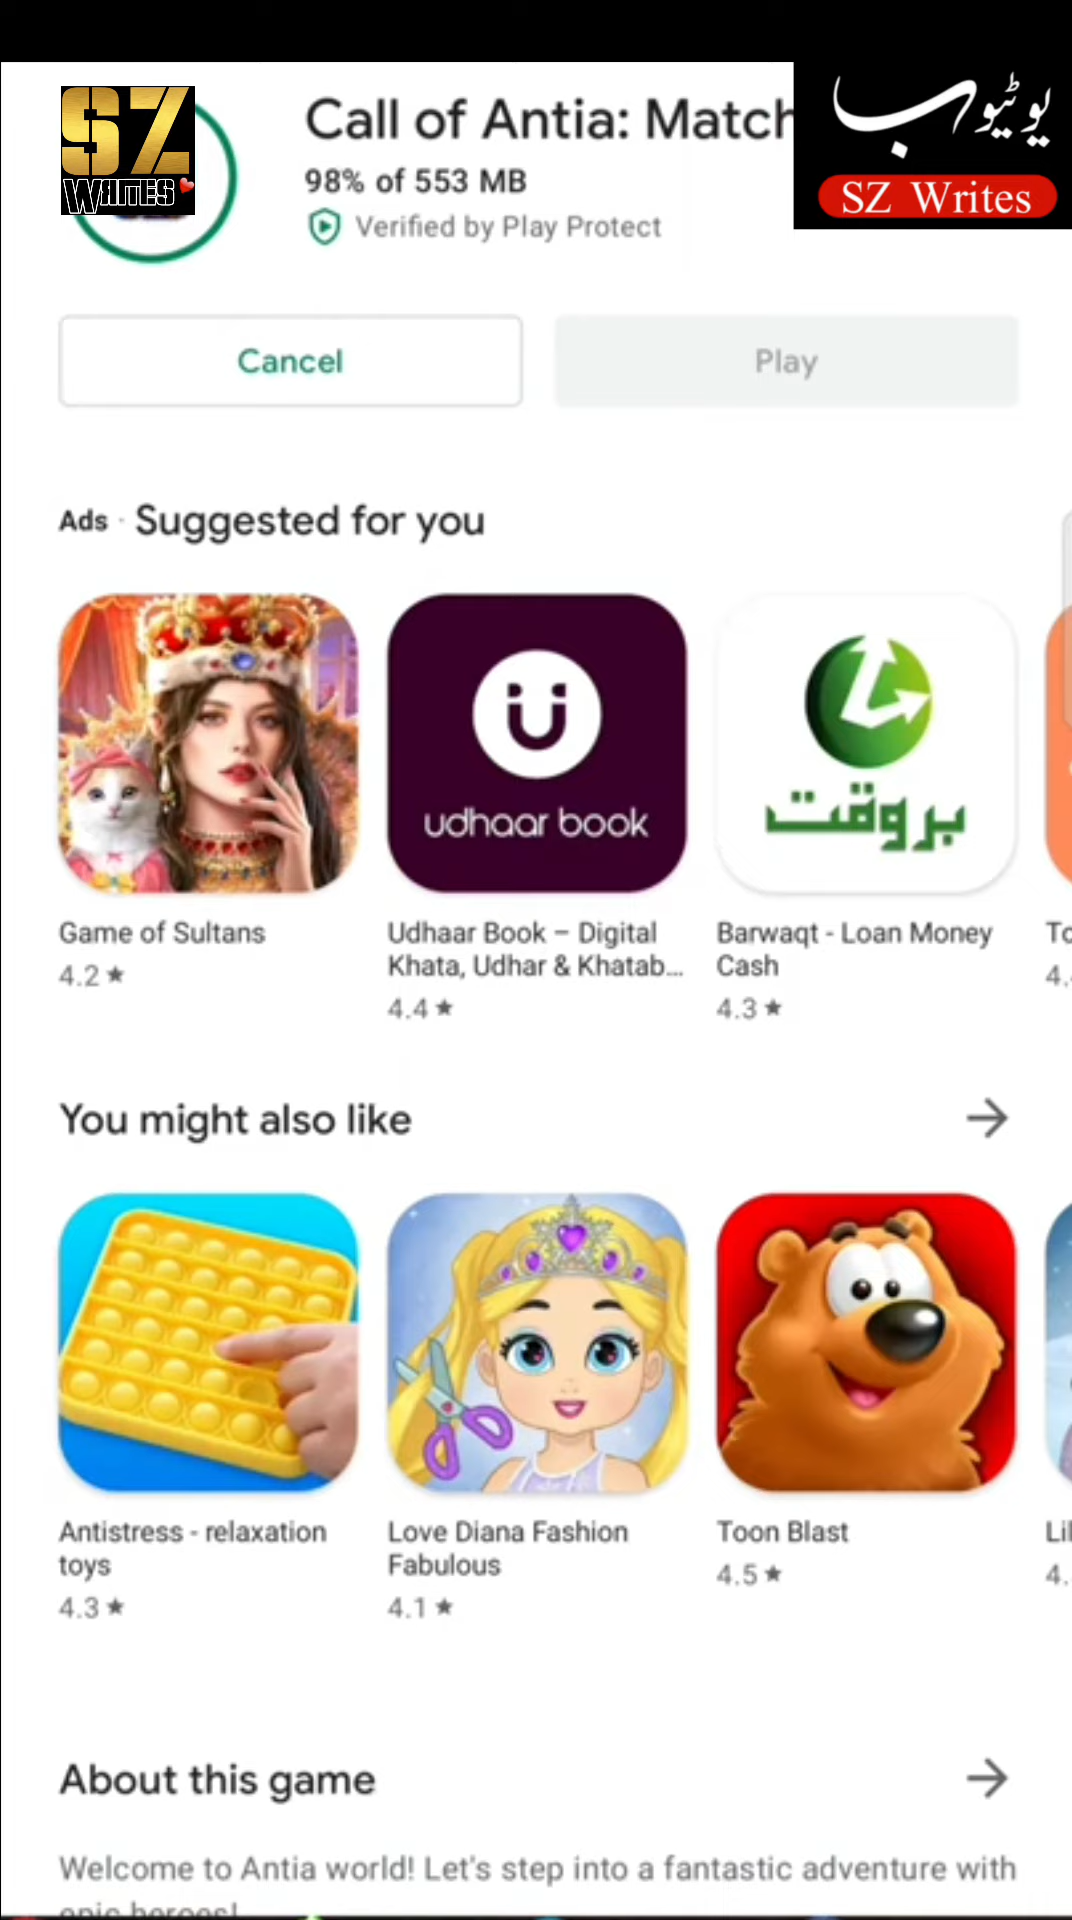 SZ
WRITES
Call of Antia: Match
یوٹیوب
SZ Writes
98% of 553 MB
Verified by Play Protect
Cancel
Play
Ads · Suggested for you
udhaar book
بروقت
Game of Sultans
4.2 ★
Udhaar Book – Digital
Khata, Udhar & Khatab...
4.4 ★
Barwaqt - Loan Money
Cash
4.3 ★
You might also like
Antistress - relaxation
toys
4.3 ★
Love Diana Fashion
Fabulous
4.1 ★
Toon Blast
4.5 ★
About this game
Welcome to Antia world! Let's step into a fantastic adventure with
epic heroes!